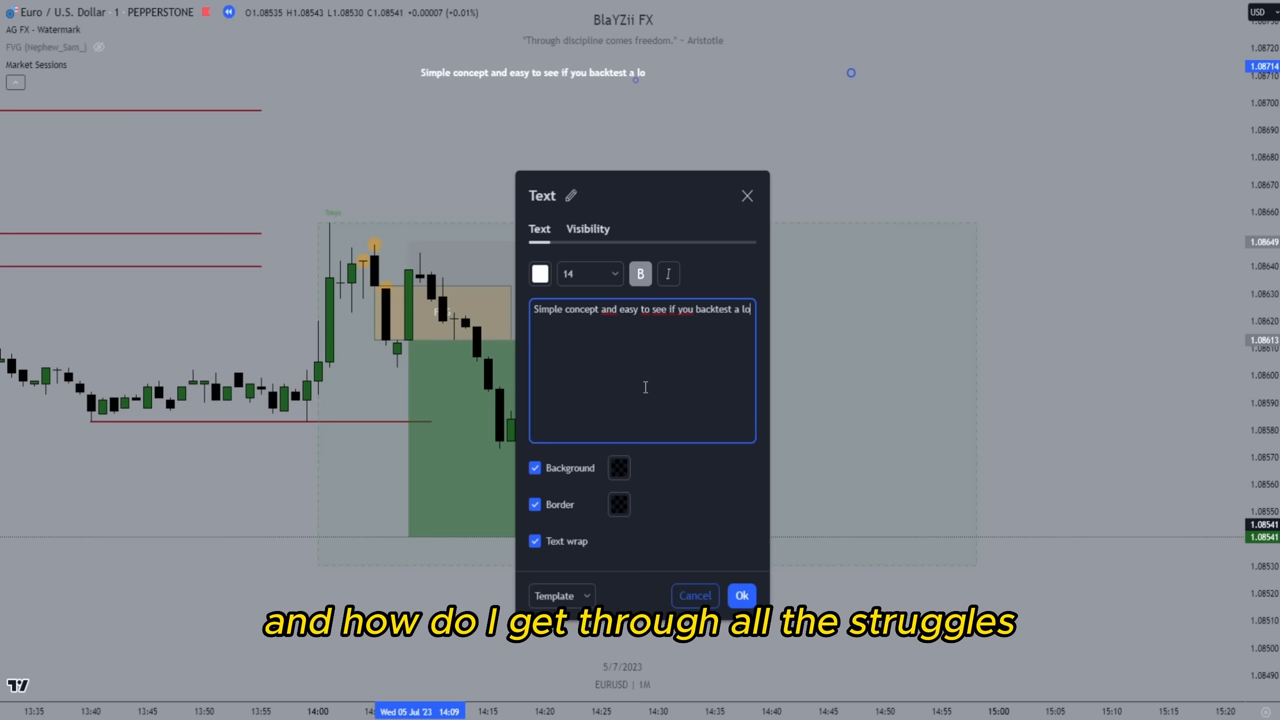 Euro / U.S. Dollar · 1 · PEPPERSTONE O1.08535 H1.08543 L1.08530 C1.08541 +0.00007 (+0.01%)
USD
AG FX - Watermark
FVG (Nephew_Sam_)
Market Sessions
BlaYZii FX
"Through discipline comes freedom." ~ Aristotle
Simple concept and easy to see if you backtest a lo
1.08720
1.08714
1.08710
1.08700
1.08690
1.08680
1.08670
1.08660
1.08649
1.08640
1.08630
1.08620
1.08613
1.08610
1.08600
1.08590
1.08580
1.08570
1.08560
1.08550
1.08541
1.08541
1.08530
1.08520
1.08510
1.08500
1.08490
Text
Text Visibility
14 B I
Simple concept and easy to see if you backtest a lo
Background
Border
Text wrap
Template Cancel Ok
and how do I get through all the struggles
5/7/2023
EURUSD | 1M
13:35 13:40 13:45 13:50 13:55 14:00 14: Wed 05 Jul '23 14:09 14:15 14:20 14:25 14:30 14:35 14:40 14:45 14:50 14:55 15:00 15:05 15:10 15:15 15:20